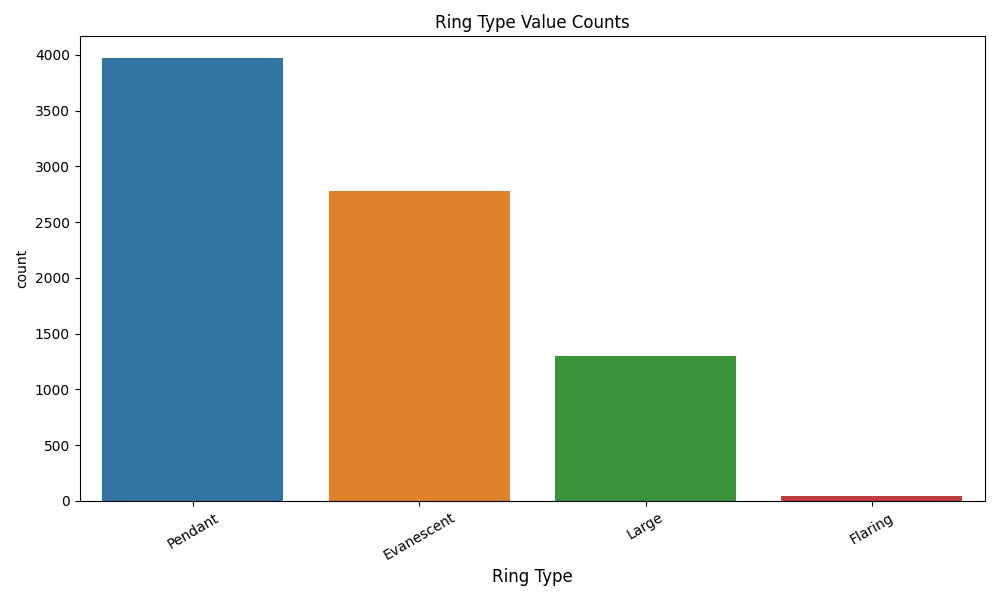 Ring Type Value Counts
count
4000
3500
3000
2500
2000
1500
1000
500
0
Pendant
Evanescent
Large
Flaring
Ring Type